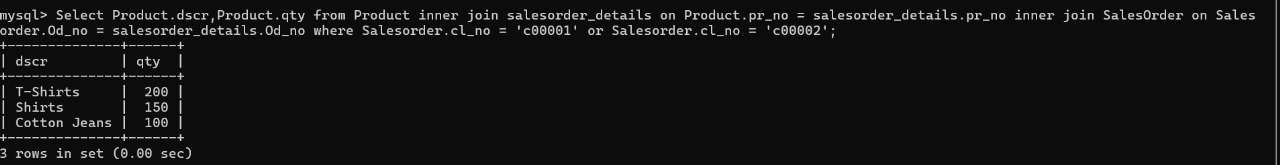 mysql> Select Product.dscr,Product.qty from Product inner join salesorder_details on Product.pr_no = salesorder_details.pr_no inner join SalesOrder on Sales
order.Od_no = salesorder_details.Od_no where Salesorder.cl_no = 'c00001' or Salesorder.cl_no = 'c00002';
+--------------+------+
| dscr         | qty  |
+--------------+------+
| T-Shirts     |  200 |
| Shirts       |  150 |
| Cotton Jeans |  100 |
+--------------+------+
3 rows in set (0.00 sec)